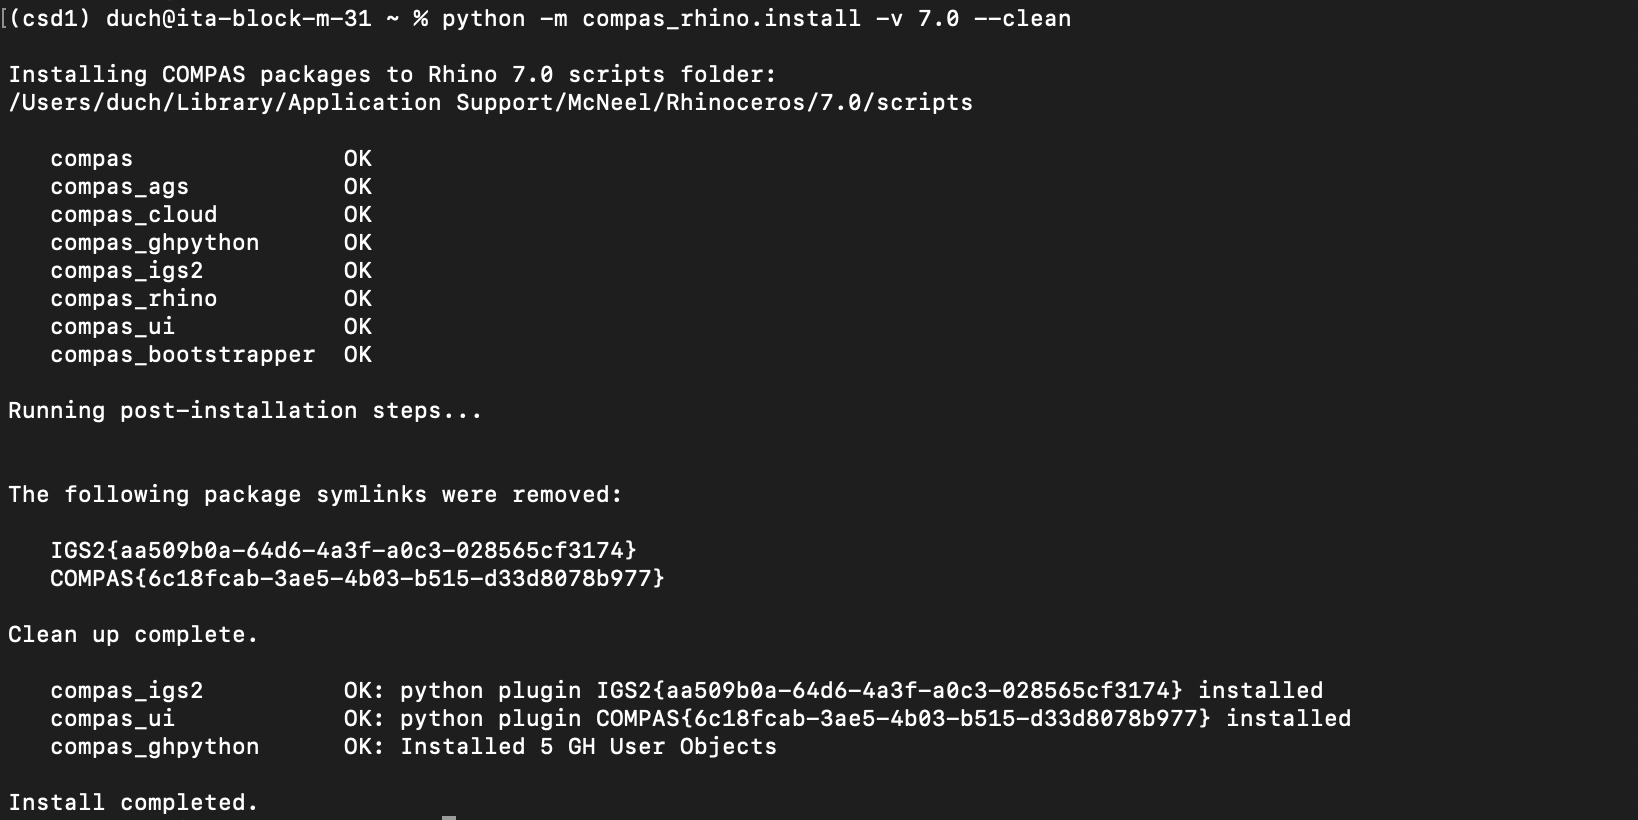 [(csd1) duch@ita-block-m-31 ~ % python -m compas_rhino.install -v 7.0 --clean
Installing COMPAS packages to Rhino 7.0 scripts folder:
/Users/duch/Library/Application Support/McNeel/Rhinoceros/7.0/scripts
compas OK
compas_ags OK
compas_cloud OK
compas_ghpython OK
compas_igs2 OK
compas_rhino OK
compas_ui OK
compas_bootstrapper OK
Running post-installation steps...
The following package symlinks were removed:
IGS2{aa509b0a-64d6-4a3f-a0c3-028565cf3174}
COMPAS{6c18fcab-3ae5-4b03-b515-d33d8078b977}
Clean up complete.
compas_igs2 OK: python plugin IGS2{aa509b0a-64d6-4a3f-a0c3-028565cf3174} installed
compas_ui OK: python plugin COMPAS{6c18fcab-3ae5-4b03-b515-d33d8078b977} installed
compas_ghpython OK: Installed 5 GH User Objects
Install completed.